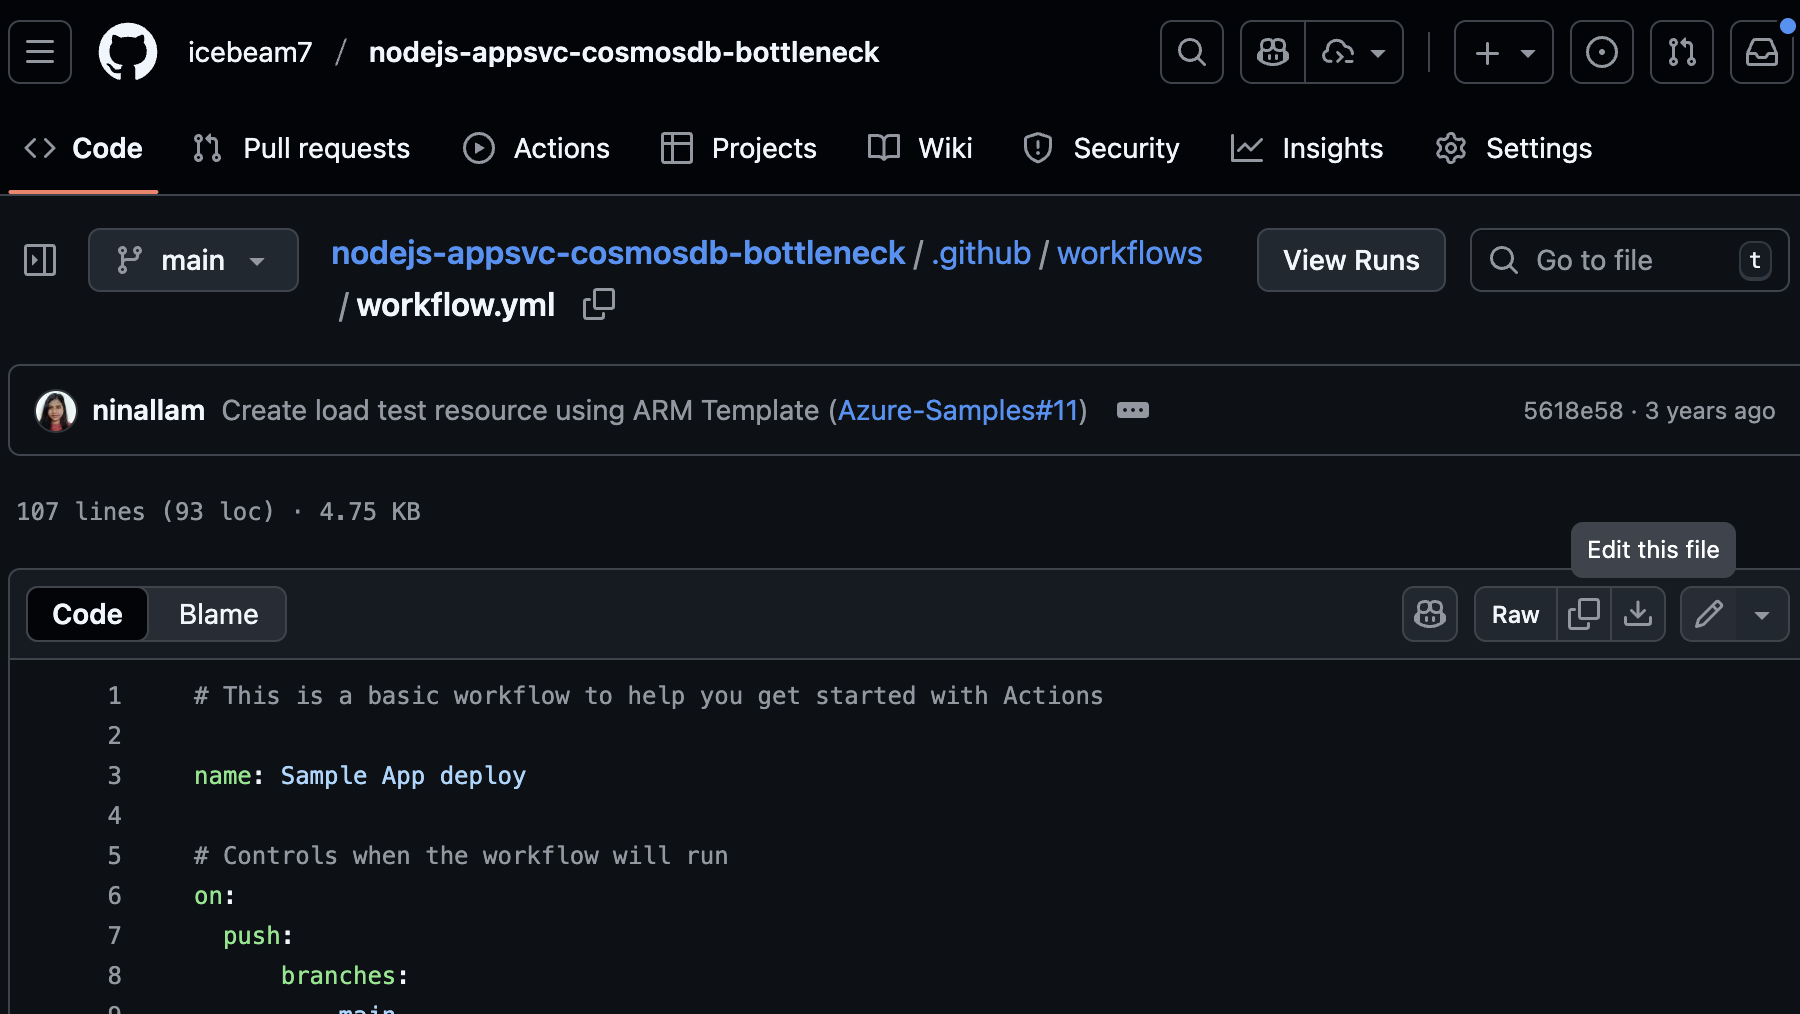 icebeam7 / nodejs-appsvc-cosmosdb-bottleneck
Code Pull requests Actions Projects Wiki Security Insights Settings
main nodejs-appsvc-cosmosdb-bottleneck / .github / workflows View Runs Go to file t
/ workflow.yml
ninallam Create load test resource using ARM Template (Azure-Samples#11) 5618e58 · 3 years ago
107 lines (93 loc) · 4.75 KB
Edit this file
Code Blame Raw
1 # This is a basic workflow to help you get started with Actions
2
3 name: Sample App deploy
4
5 # Controls when the workflow will run
6 on:
7 push:
8 branches:
9 main